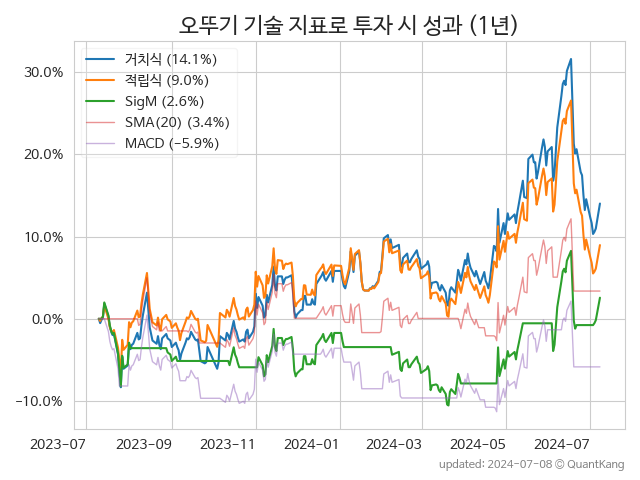 오뚜기 기술 지표로 투자 시 성과 (1년)
거치식 (14.1%)
적립식 (9.0%)
SigM (2.6%)
SMA(20) (3.4%)
MACD (−5.9%)
30.0%
20.0%
10.0%
0.0%
−10.0%
2023-07 2023-09 2023-11 2024-01 2024-03 2024-05 2024-07
updated: 2024-07-08 ⓒ QuantKang